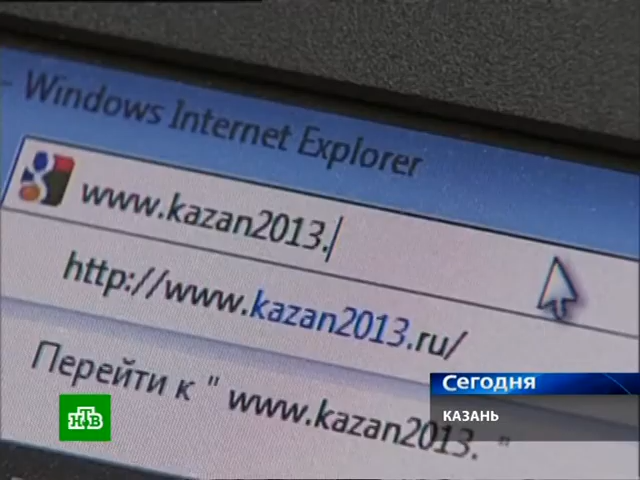 Windows Internet Explorer
www.kazan2013.
http://www.kazan2013.ru/
Перейти к " www.kazan2013. "
Сегодня
КАЗАНЬ
НТВ